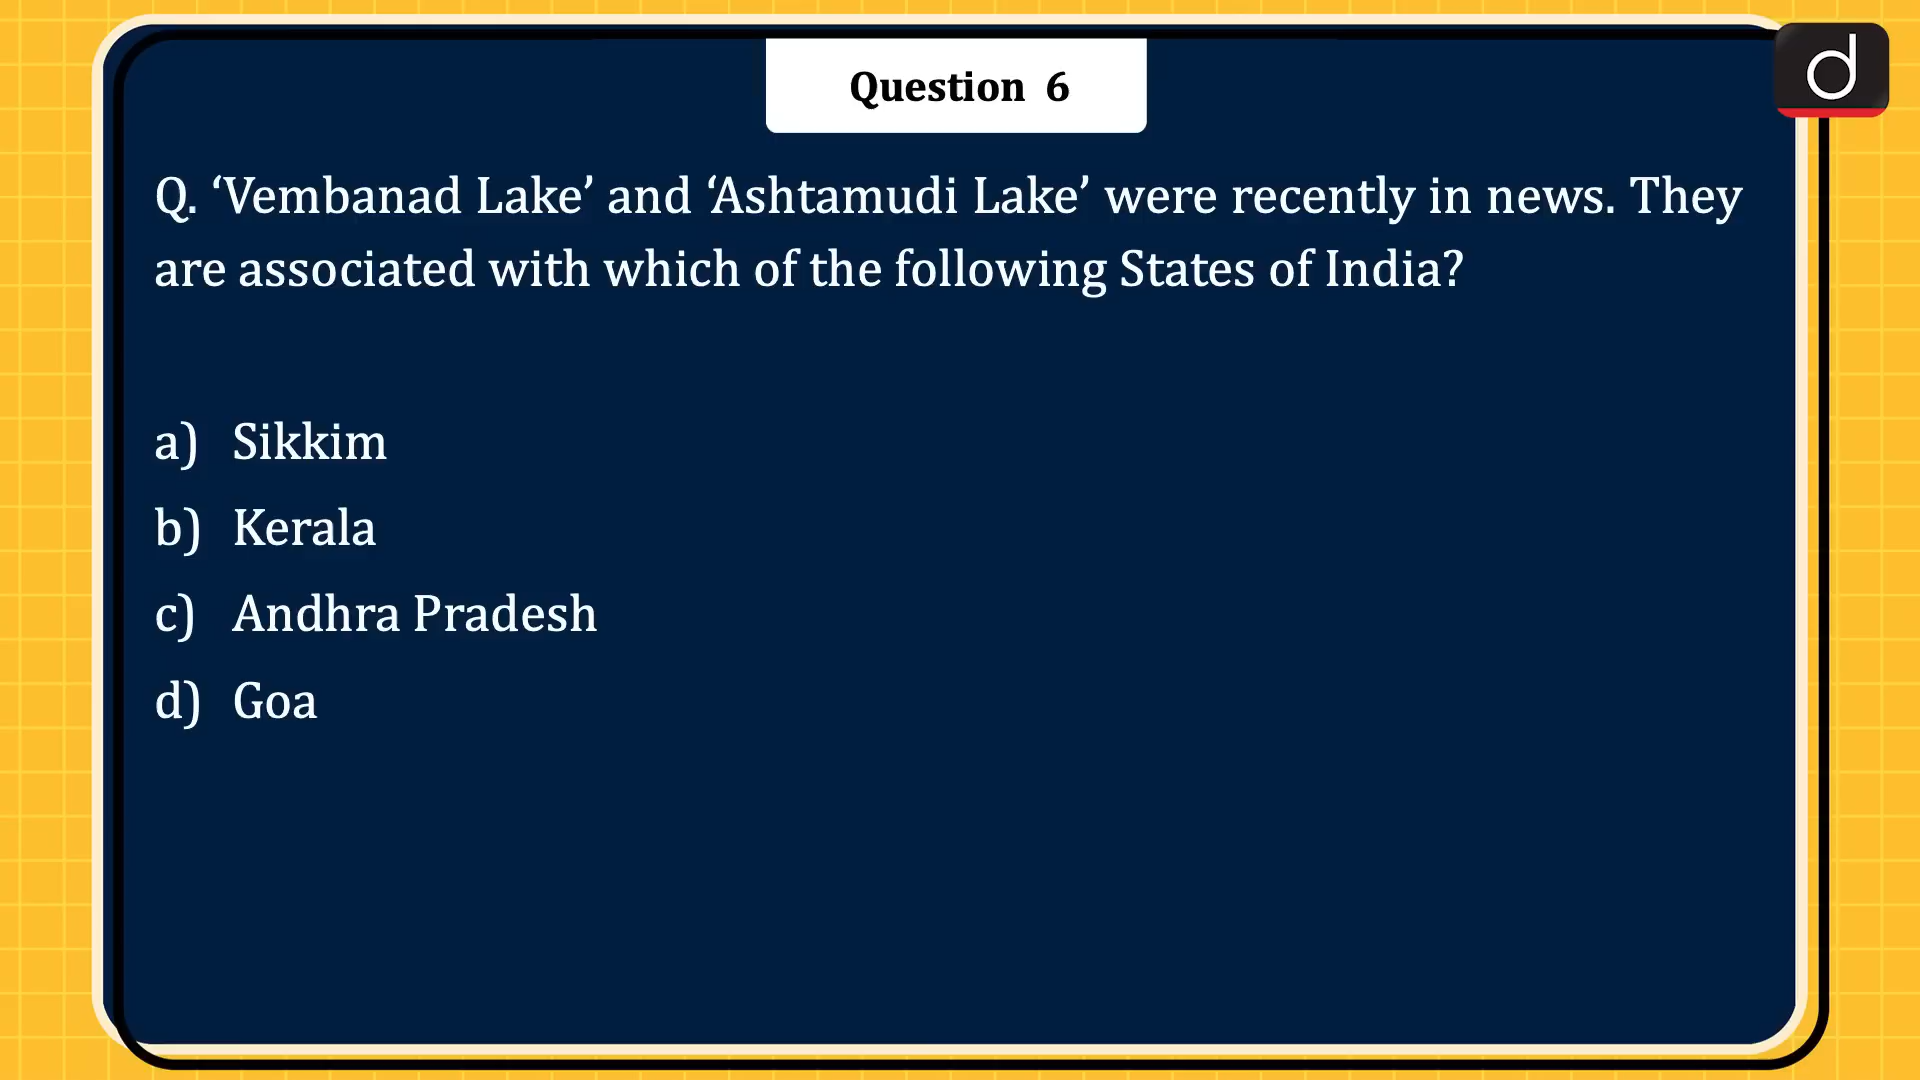 Question 6
d
Q. ‘Vembanad Lake’ and ‘Ashtamudi Lake’ were recently in news. They
are associated with which of the following States of India?
a) Sikkim
b) Kerala
c) Andhra Pradesh
d) Goa